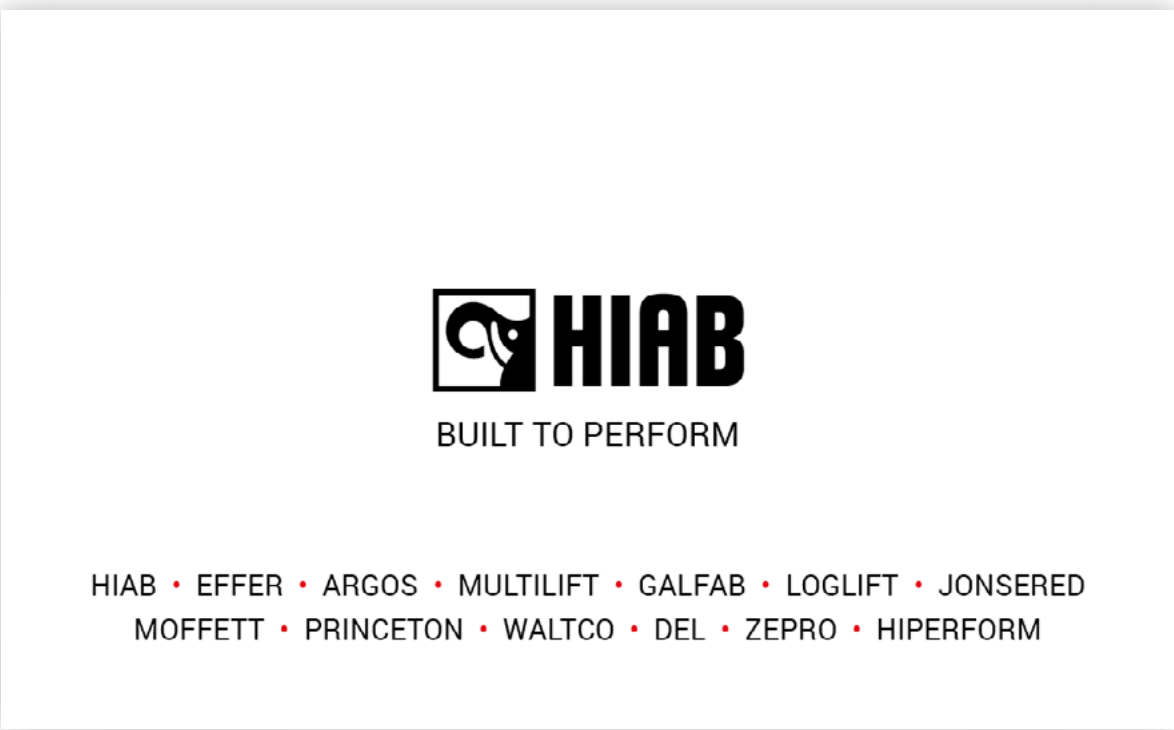 HIAB
BUILT TO PERFORM
HIAB • EFFER • ARGOS • MULTILIFT • GALFAB • LOGLIFT • JONSERED
MOFFETT • PRINCETON • WALTCO • DEL • ZEPRO • HIPERFORM